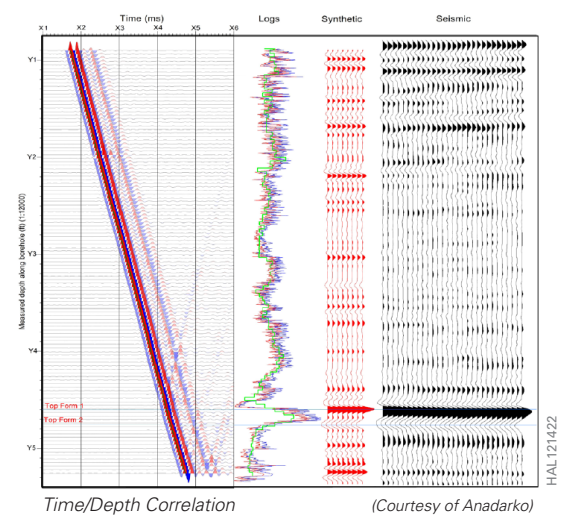 Time (ms) Logs Synthetic Seismic
X1 X2 X3 X4 X5 X6
Y1
Y2
Y3
Y4
Y5
Measured depth along borehole (ft) (1:12000)
Top Form 1
Top Form 2
HAL121422
Time/Depth Correlation (Courtesy of Anadarko)